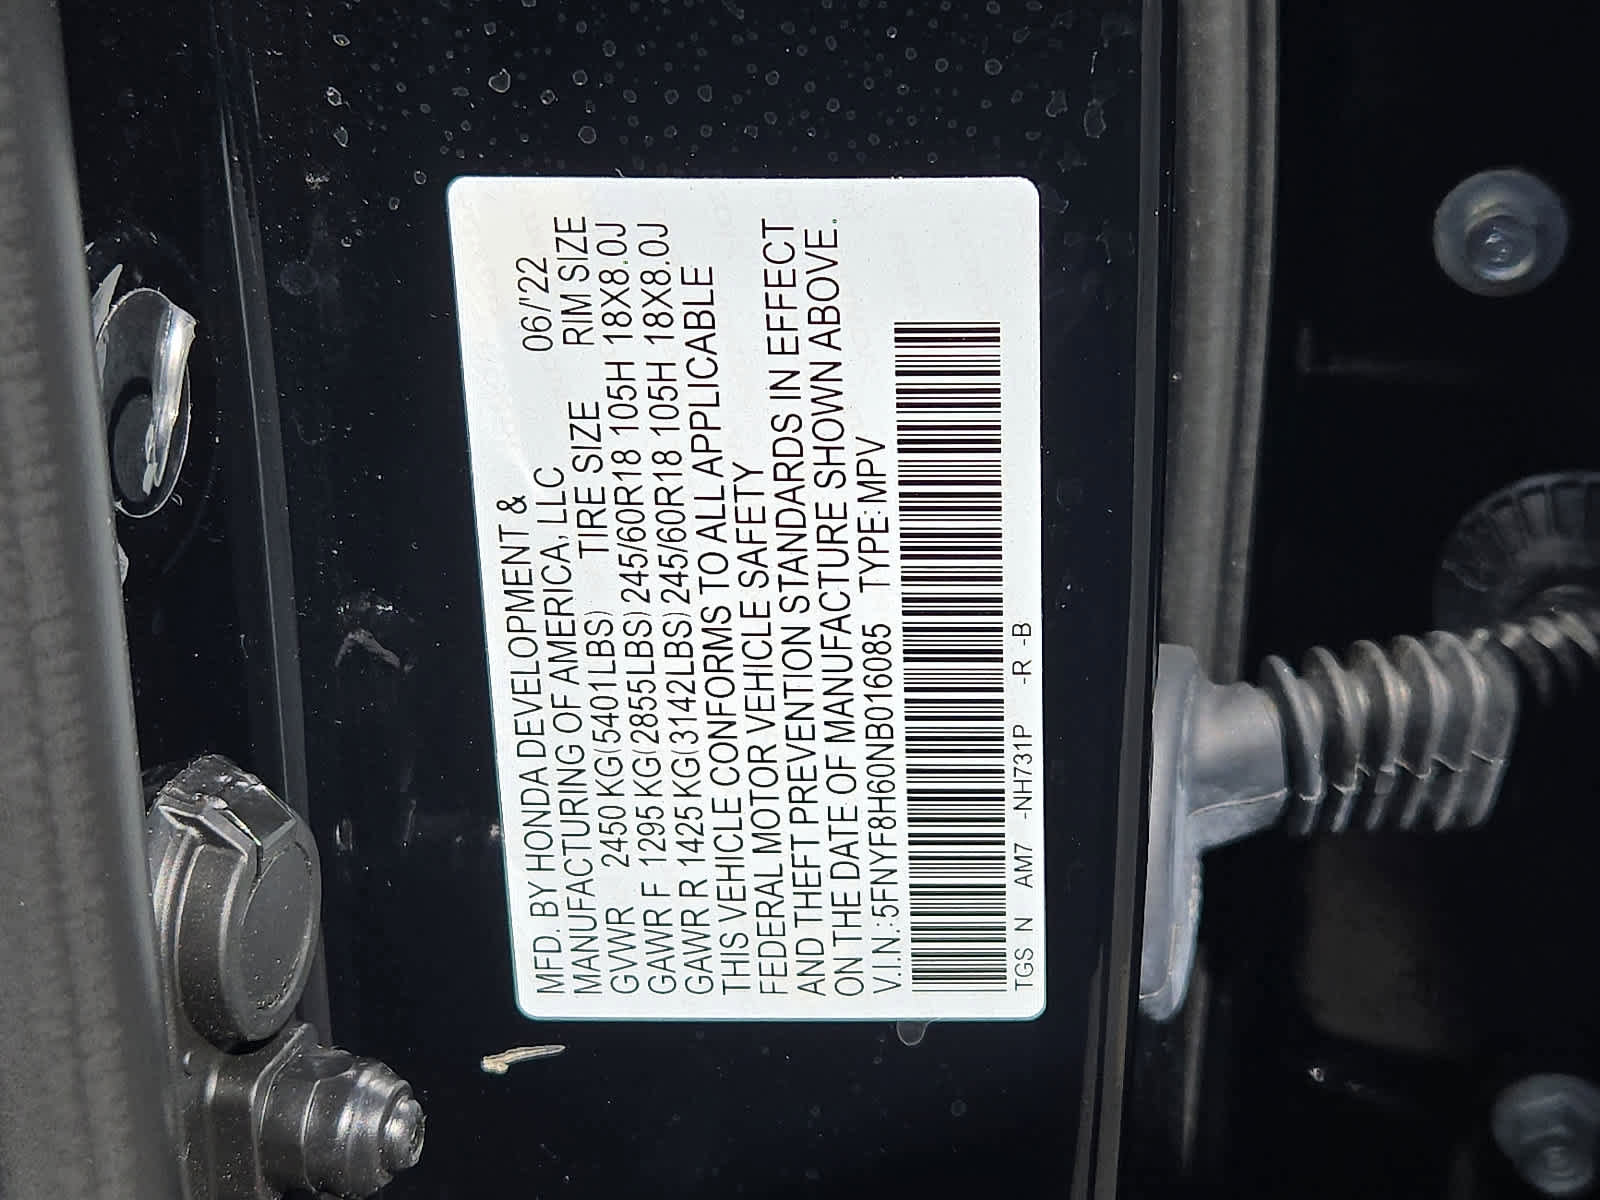 MFD. BY HONDA DEVELOPMENT &
MANUFACTURING OF AMERICA, LLC 06/'22
GVWR 2450 KG(5401LBS) TIRE SIZE RIM SIZE
GAWR F 1295 KG(2855LBS) 245/60R18 105H 18X8.0J
GAWR R 1425 KG(3142LBS) 245/60R18 105H 18X8.0J
THIS VEHICLE CONFORMS TO ALL APPLICABLE
FEDERAL MOTOR VEHICLE SAFETY
AND THEFT PREVENTION STANDARDS IN EFFECT
ON THE DATE OF MANUFACTURE SHOWN ABOVE.
V.I.N.: 5FNYF8H60NB016085 TYPE: MPV
TGS N AM7 -NH731P -R -B